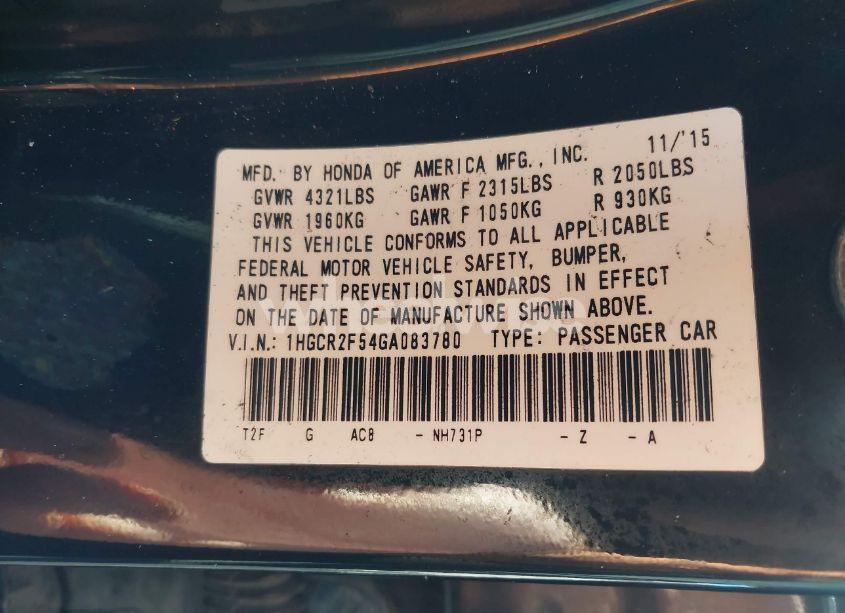 MFD. BY HONDA OF AMERICA MFG., INC. 11/'15
GVWR 4321LBS GAWR F 2315LBS R 2050LBS
GVWR 1960KG GAWR F 1050KG R 930KG
THIS VEHICLE CONFORMS TO ALL APPLICABLE
FEDERAL MOTOR VEHICLE SAFETY, BUMPER,
AND THEFT PREVENTION STANDARDS IN EFFECT
ON THE DATE OF MANUFACTURE SHOWN ABOVE.
V.I.N.: 1HGCR2F54GA083780 TYPE: PASSENGER CAR
T2F G AC8 - NH731P - Z - A